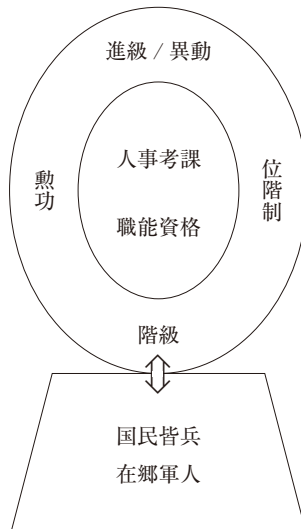 進級 / 異動
人事考課
職能資格
勲功
位階制
階級
国民皆兵
在郷軍人